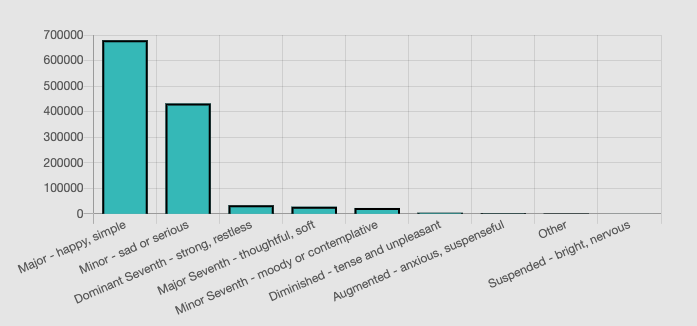 700000
600000
500000
400000
300000
200000
100000
0
Major - happy, simple
Minor - sad or serious
Dominant Seventh - strong, restless
Major Seventh - thoughtful, soft
Minor Seventh - moody or contemplative
Diminished - tense and unpleasant
Augmented - anxious, suspenseful
Other
Suspended - bright, nervous